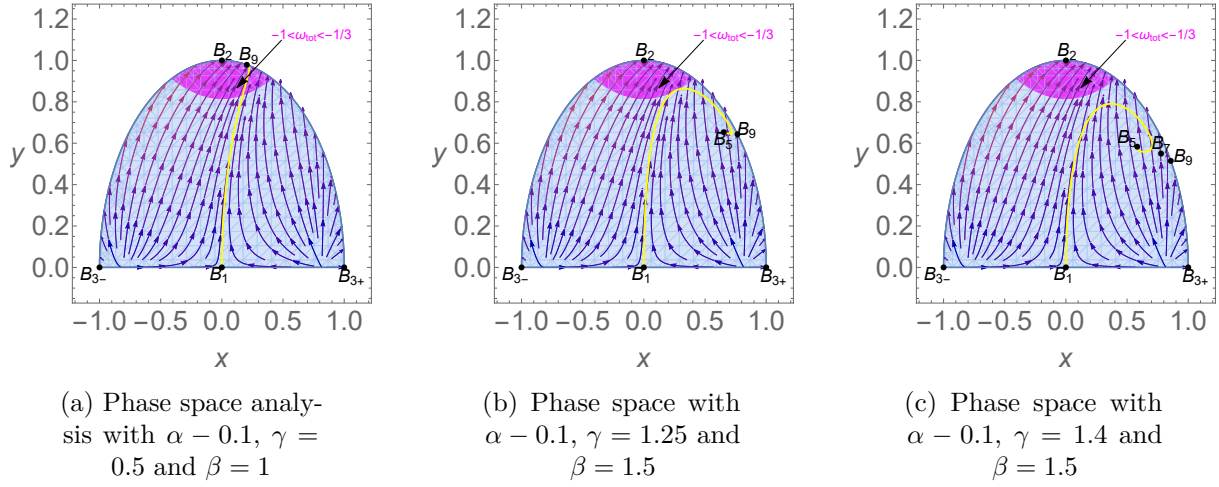 1.2
1.0
0.8
0.6
0.4
0.2
0.0
y
−1<ωtot<−1/3
B2
B9
B3−
B1
B3+
−1.0
−0.5
0.0
0.5
1.0
x
1.2
1.0
0.8
0.6
0.4
0.2
0.0
y
−1<ωtot<−1/3
B2
B5
B9
B3−
B1
B3+
−1.0
−0.5
0.0
0.5
1.0
x
1.2
1.0
0.8
0.6
0.4
0.2
0.0
y
−1<ωtot<−1/3
B2
B5
B7
B9
B3−
B1
B3+
−1.0
−0.5
0.0
0.5
1.0
x
(a) Phase space analy-
sis with α − 0.1, γ =
0.5 and β = 1
(b) Phase space with
α − 0.1, γ = 1.25 and
β = 1.5
(c) Phase space with
α − 0.1, γ = 1.4 and
β = 1.5